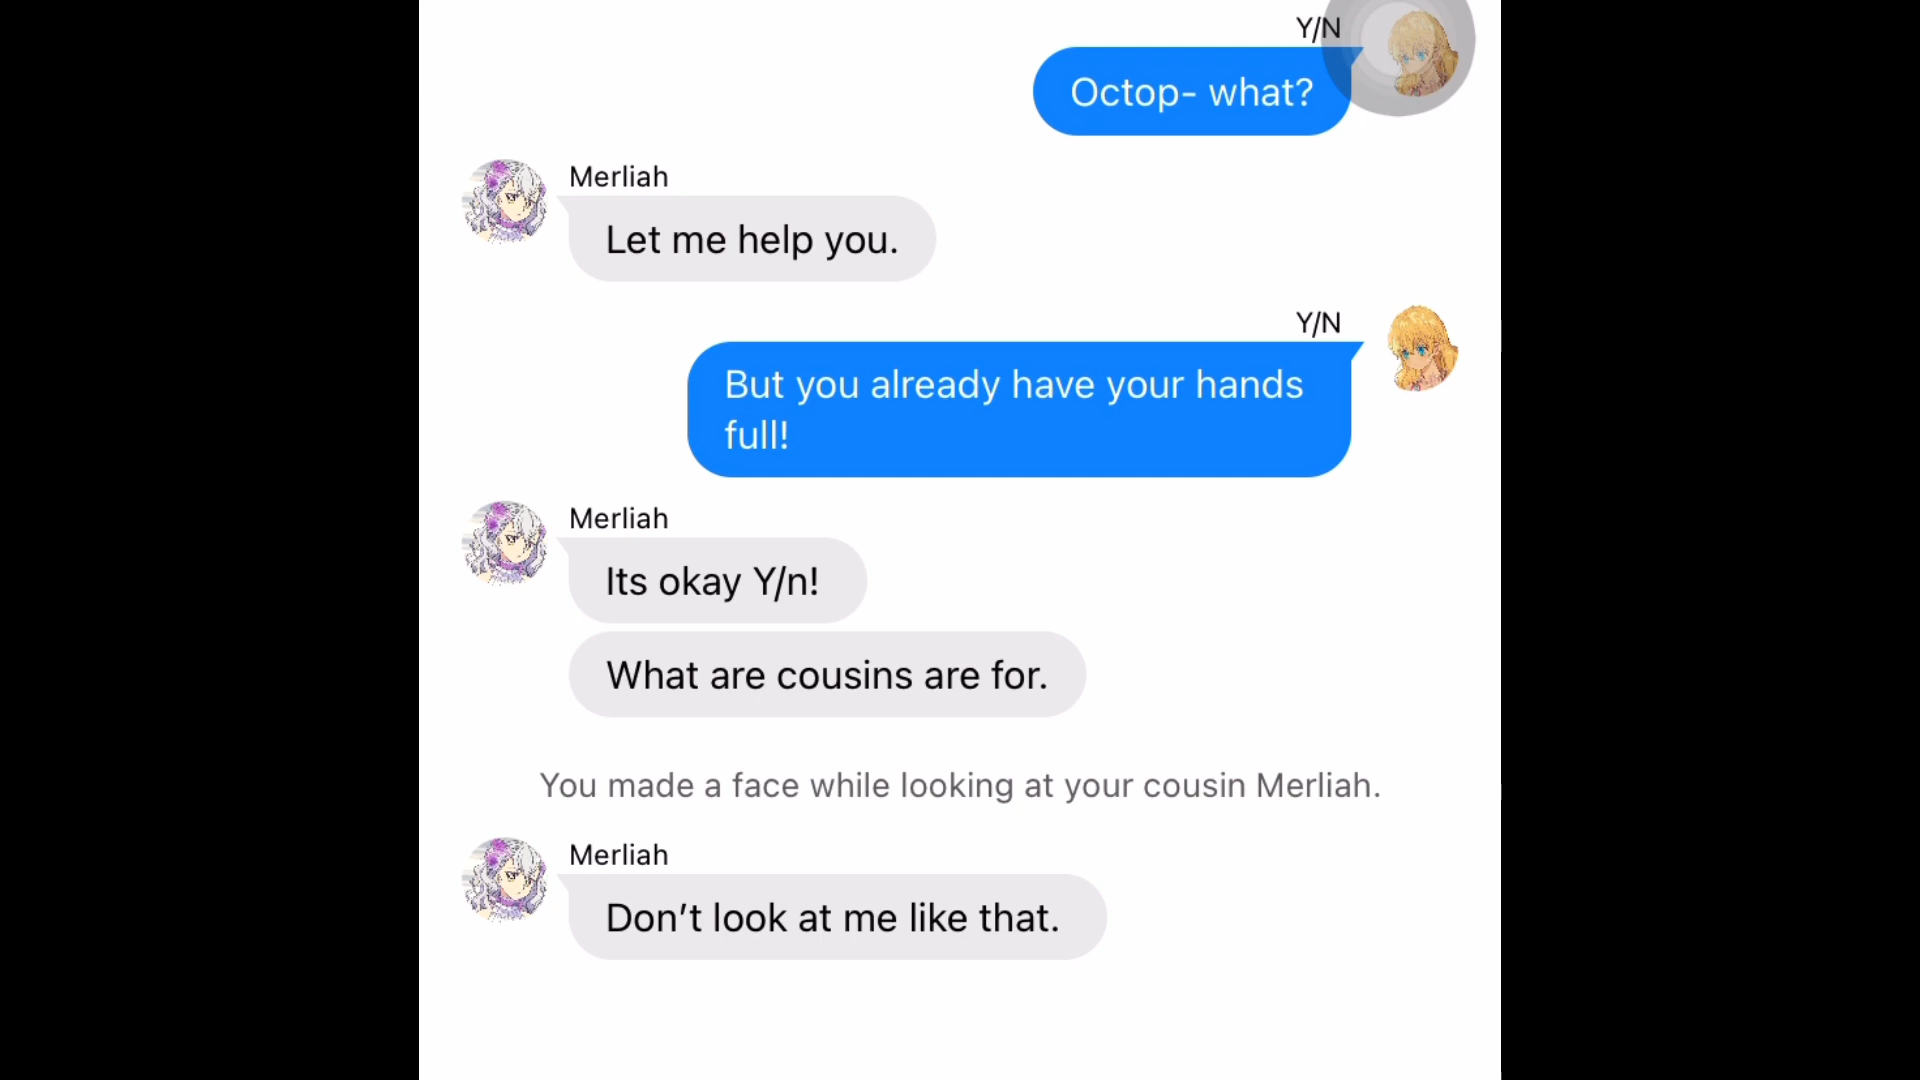 Y/N
Octop- what?
Merliah
Let me help you.
Y/N
But you already have your hands
full!
Merliah
Its okay Y/n!
What are cousins are for.
You made a face while looking at your cousin Merliah.
Merliah
Don’t look at me like that.